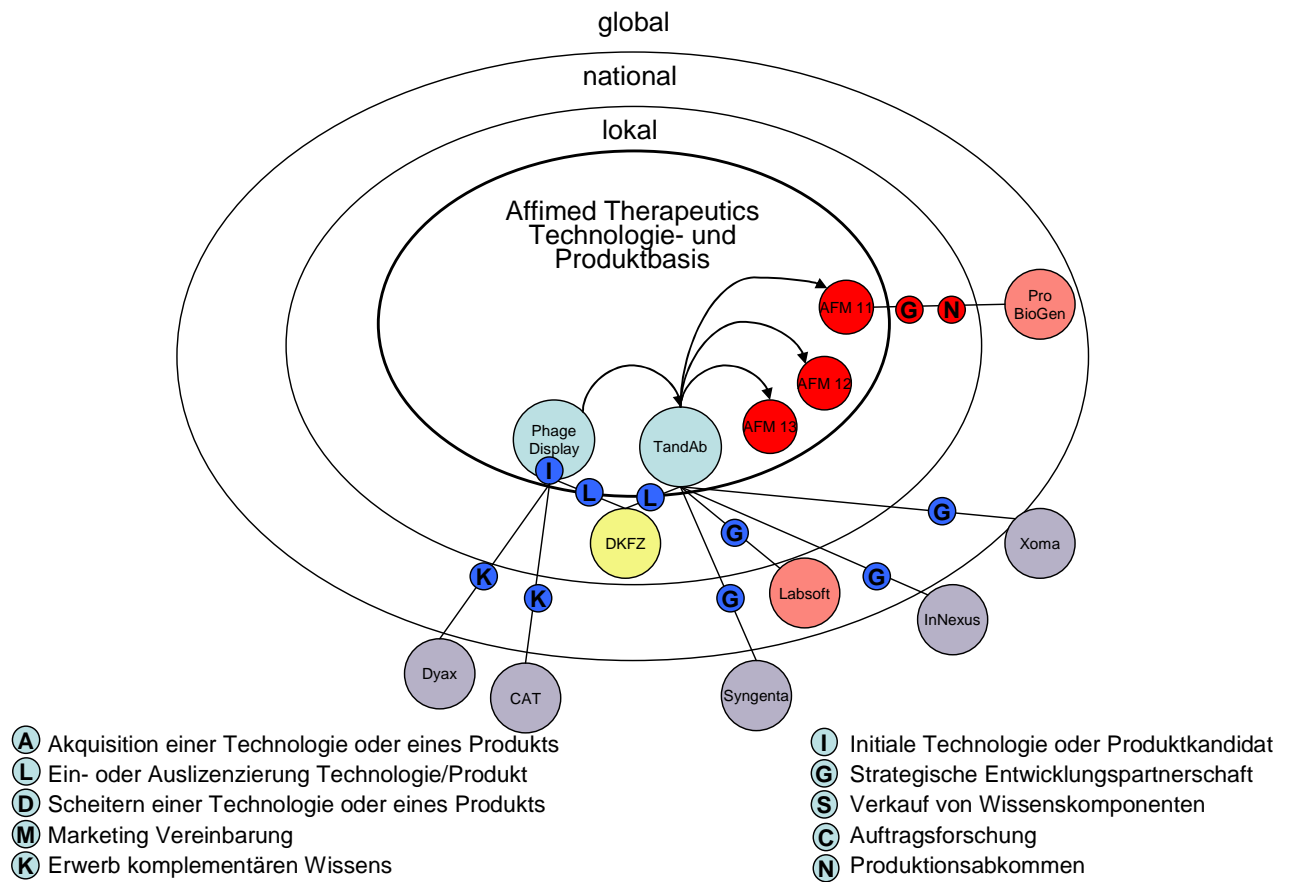 global
national
lokal
Affimed Therapeutics
Technologie- und
Produktbasis
AFM 11
G
N
Pro
BioGen
AFM 12
AFM 13
Phage
Display
TandAb
I
L
L
G
DKFZ
G
Xoma
K
K
G
G
Labsoft
InNexus
Dyax
CAT
Syngenta
A Akquisition einer Technologie oder eines Produkts
L Ein- oder Auslizenzierung Technologie/Produkt
D Scheitern einer Technologie oder eines Produkts
M Marketing Vereinbarung
K Erwerb komplementären Wissens
I Initiale Technologie oder Produktkandidat
G Strategische Entwicklungspartnerschaft
S Verkauf von Wissenskomponenten
C Auftragsforschung
N Produktionsabkommen